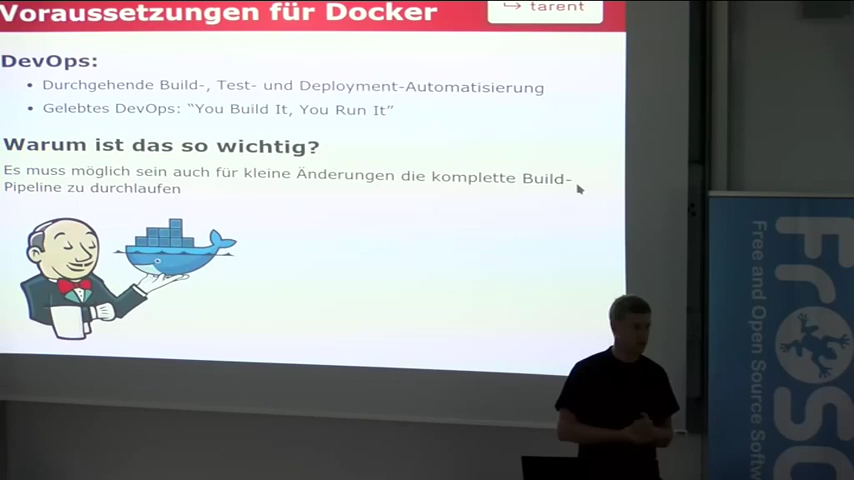 Voraussetzungen für Docker
tarent
DevOps:
• Durchgehende Build-, Test- und Deployment-Automatisierung
• Gelebtes DevOps: “You Build It, You Run It”
Warum ist das so wichtig?
Es muss möglich sein auch für kleine Änderungen die komplette Build-
Pipeline zu durchlaufen
Free and Open Source Softw
FrOSC